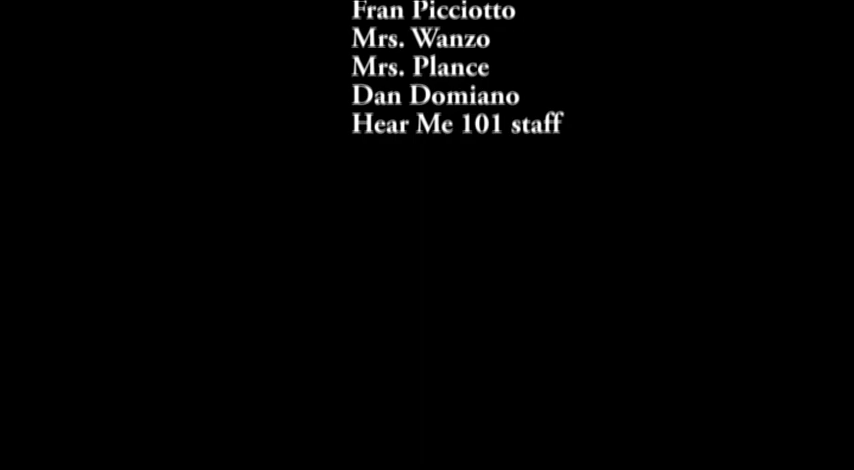 Fran Picciotto
Mrs. Wanzo
Mrs. Plance
Dan Domiano
Hear Me 101 staff